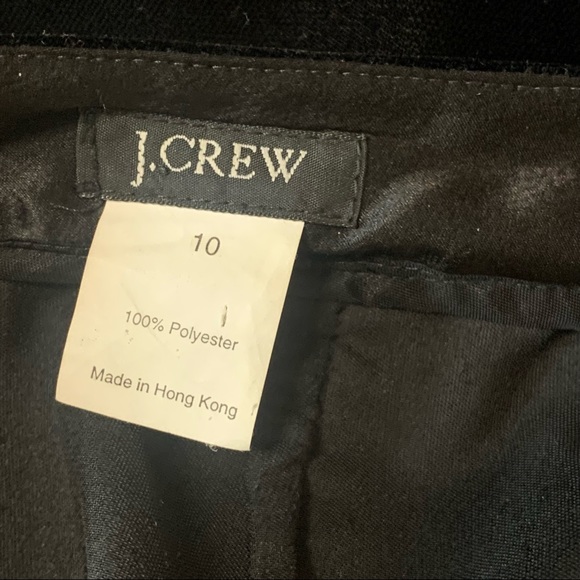 J.CREW
10
100% Polyester
Made in Hong Kong